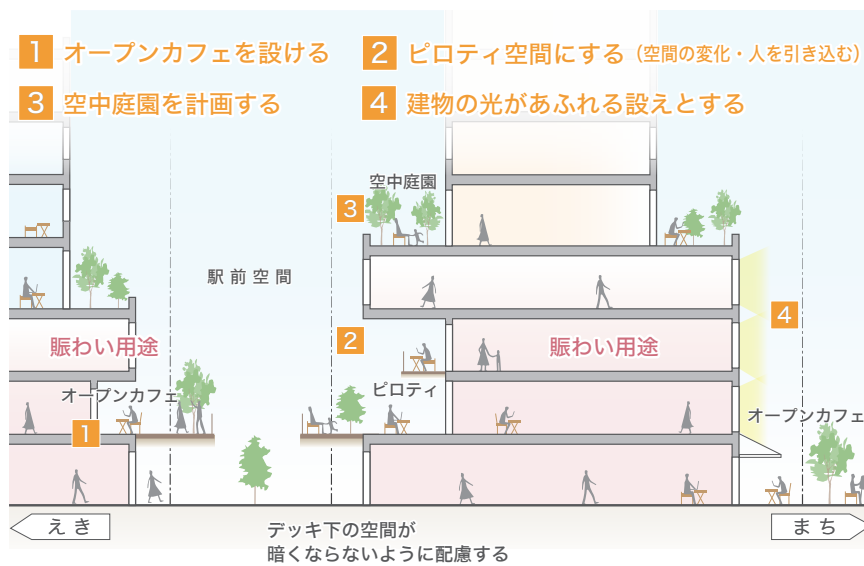 1 オープンカフェを設ける
2 ピロティ空間にする（空間の変化・人を引き込む）
3 空中庭園を計画する
4 建物の光があふれる設えとする
空中庭園
3
駅前空間
4
2
賑わい用途
賑わい用途
オープンカフェ
ピロティ
オープンカフェ
1
えき
まち
デッキ下の空間が
暗くならないように配慮する